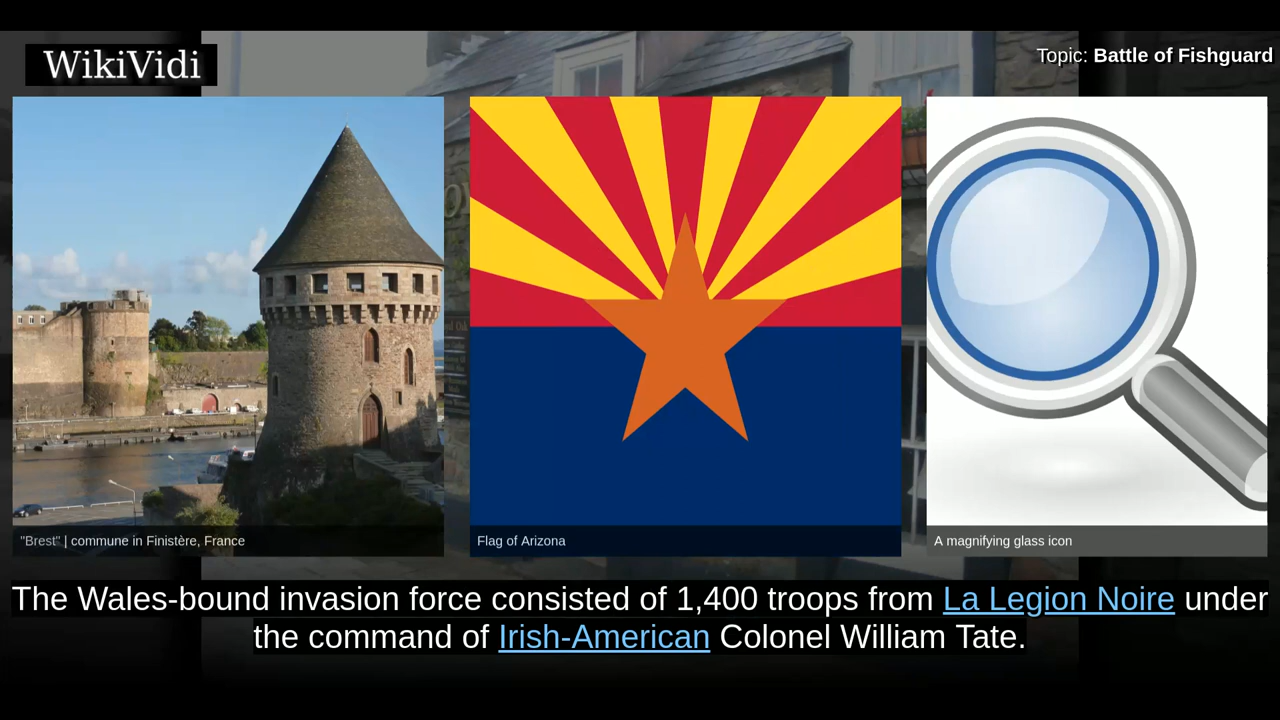 WikiVidi
Topic: Battle of Fishguard
"Brest" | commune in Finistère, France
Flag of Arizona
A magnifying glass icon
The Wales-bound invasion force consisted of 1,400 troops from La Legion Noire under
the command of Irish-American Colonel William Tate.